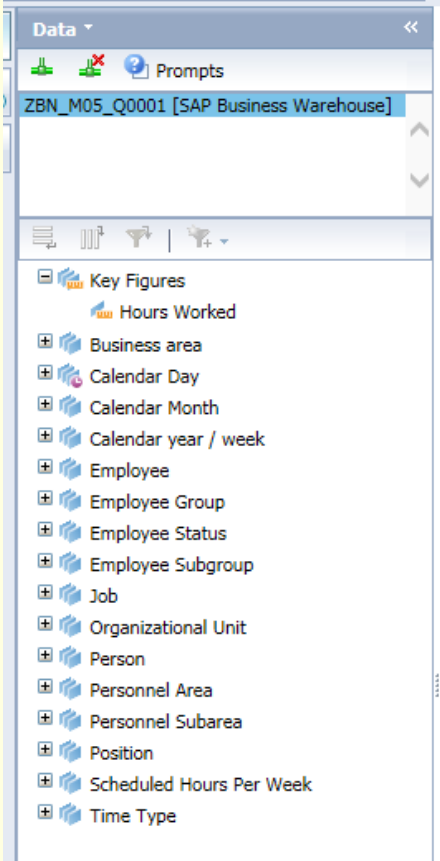 Data
Prompts
ZBN_M05_Q0001 [SAP Business Warehouse]
Key Figures
Hours Worked
Business area
Calendar Day
Calendar Month
Calendar year / week
Employee
Employee Group
Employee Status
Employee Subgroup
Job
Organizational Unit
Person
Personnel Area
Personnel Subarea
Position
Scheduled Hours Per Week
Time Type